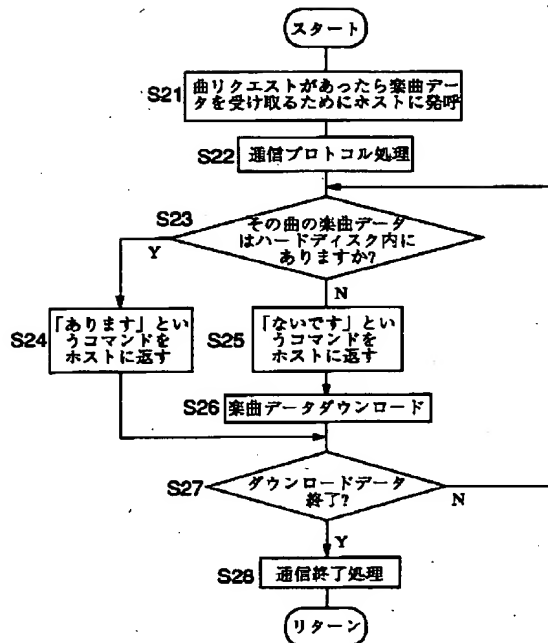 スタート
S21
曲リクエストがあったら楽曲デー
タを受け取るためにホストに発呼
S22
通信プロトコル処理
S23
その曲の楽曲データ
はハードディスク内に
ありますか?
Y
N
S24
「あります」とい
うコマンドを
ホストに返す
S25
「ないです」とい
うコマンドを
ホストに返す
S26
楽曲データダウンロード
S27
ダウンロードデータ
終了?
N
Y
S28
通信終了処理
リターン